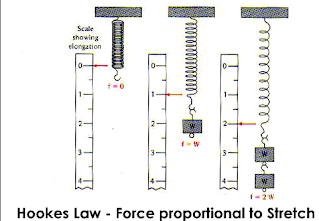 Scale
showing
elongation
0
1
2
3
4
f = 0
0
1
2
3
4
W
f = W
0
1
2
3
4
W
W
f = 2 W
Hookes Law - Force proportional to Stretch